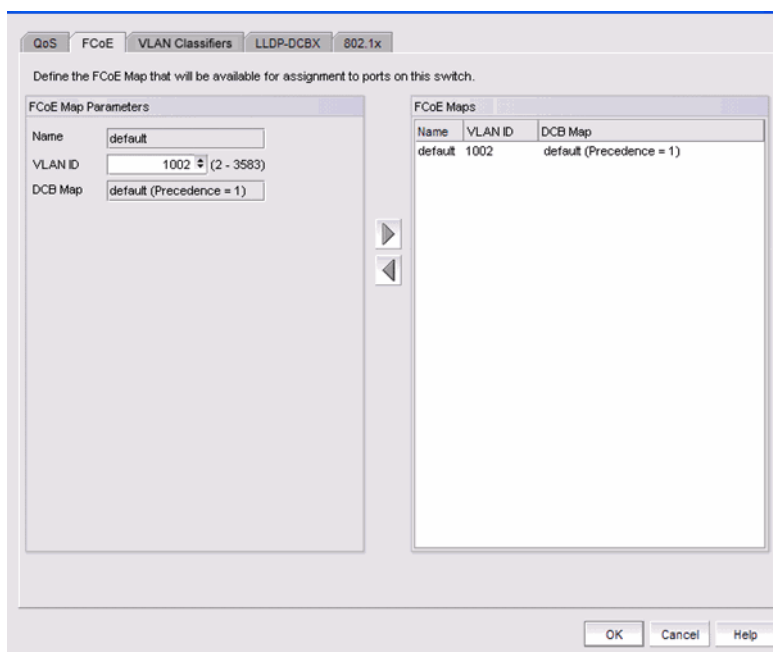 QoS FCoE VLAN Classifiers LLDP-DCBX 802.1x
Define the FCoE Map that will be available for assignment to ports on this switch.
FCoE Map Parameters
Name default
VLAN ID 1002 (2 - 3583)
DCB Map default (Precedence = 1)
FCoE Maps
Name VLAN ID DCB Map
default 1002 default (Precedence = 1)
OK Cancel Help